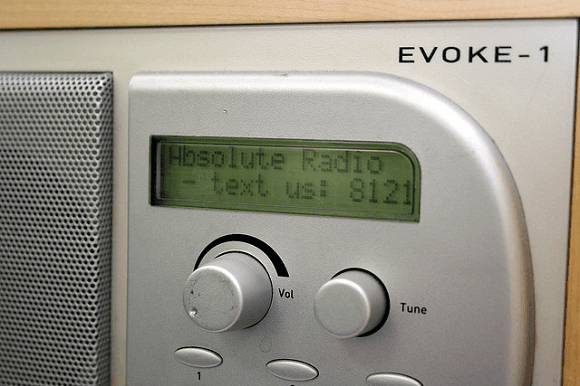 EVOKE-1
Absolute Radio
- text us: 8121
Vol
Tune
1